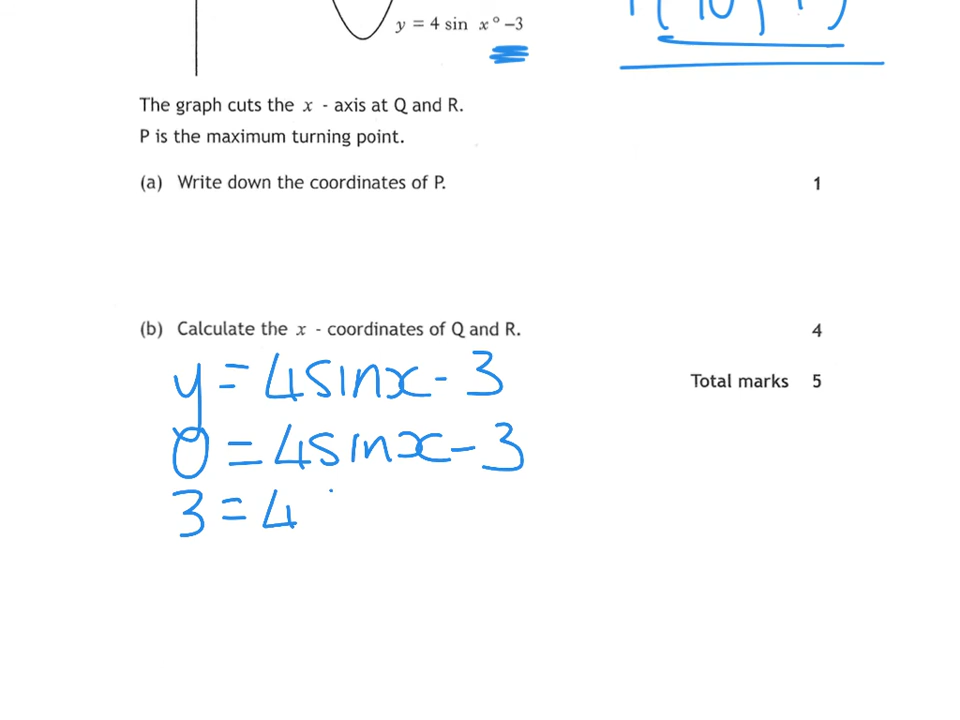 y = 4 sin x° –3
The graph cuts the x - axis at Q and R.
P is the maximum turning point.
(a) Write down the coordinates of P. 1
(b) Calculate the x - coordinates of Q and R. 4
y = 4sinx - 3
Total marks 5
0 = 4sinx - 3
3 = 4